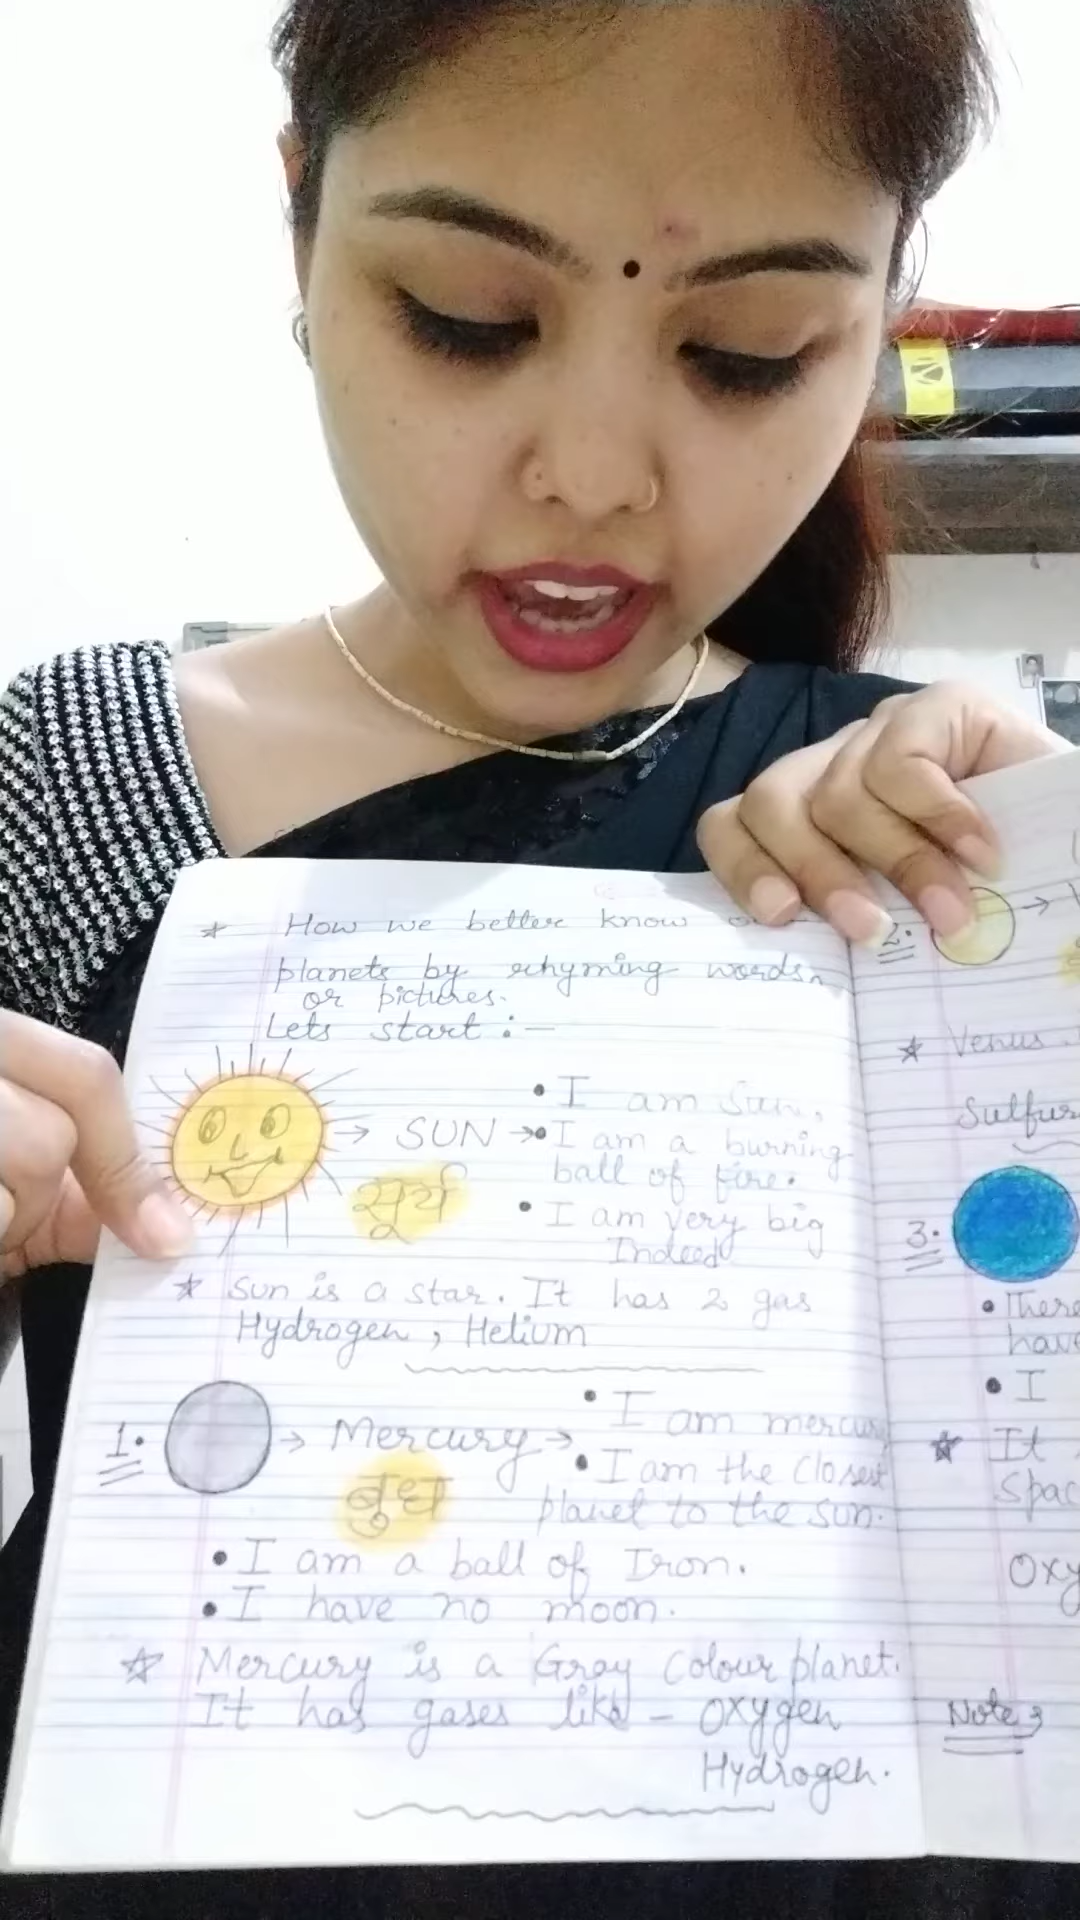 * How we better know
planets by rhyming words
or pictures.
Lets start :-
• I am Sun,
→ SUN → • I am a burning
ball of fire.
सूर्य
• I am very big
Indeed
* Sun is a star. It has 2 gas
Hydrogen, Helium
• I am mercury
1. → Mercury →
• I am the closest
बुध
planet to the sun.
• I am a ball of Iron.
• I have no moon.
* Mercury is a Gray Colour planet.
It has gases like - Oxygen
Hydrogen.
2. →
* Venus
Sulfur
3.
• There
have
• I
* It
Spac
Oxy
Note